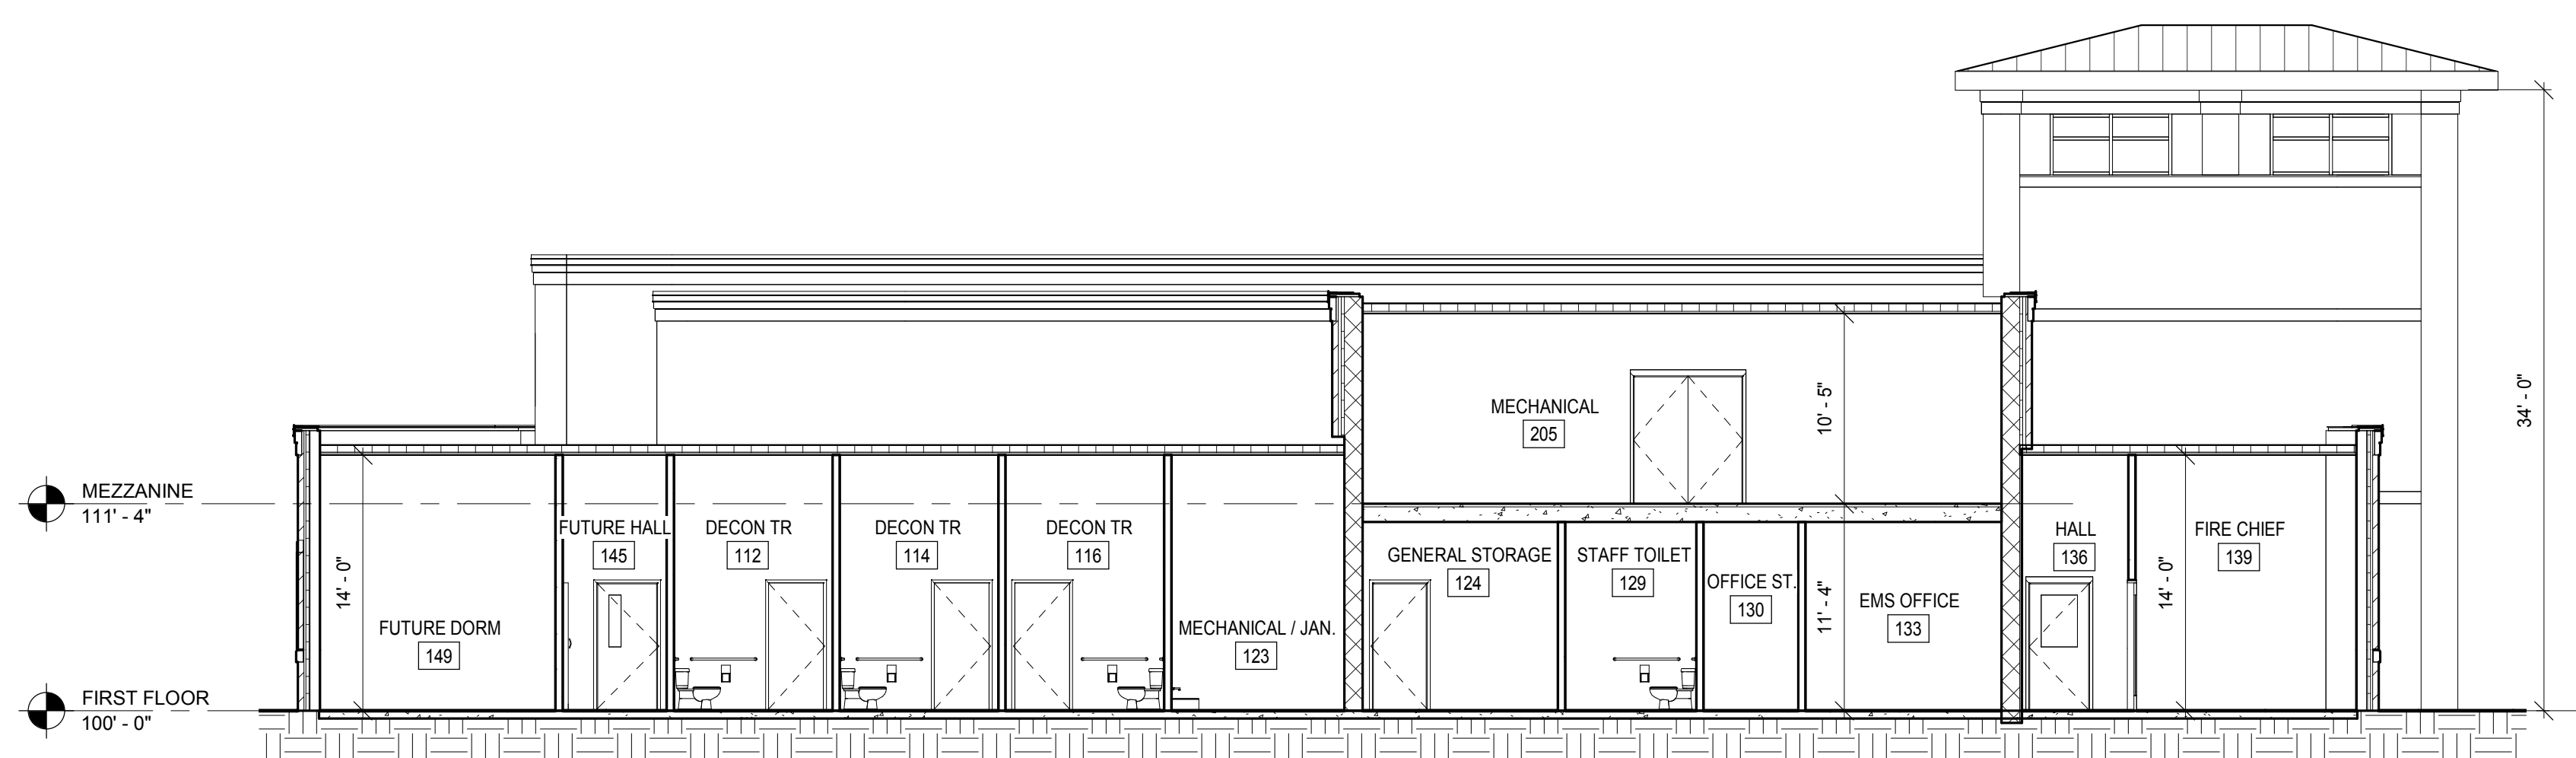 34' - 0"
MECHANICAL
205
10' - 5"
MEZZANINE
111' - 4"
14' - 0"
FUTURE DORM
149
FUTURE HALL
145
DECON TR
112
DECON TR
114
DECON TR
116
MECHANICAL / JAN.
123
GENERAL STORAGE
124
STAFF TOILET
129
OFFICE ST.
130
11' - 4"
EMS OFFICE
133
HALL
136
14' - 0"
FIRE CHIEF
139
FIRST FLOOR
100' - 0"